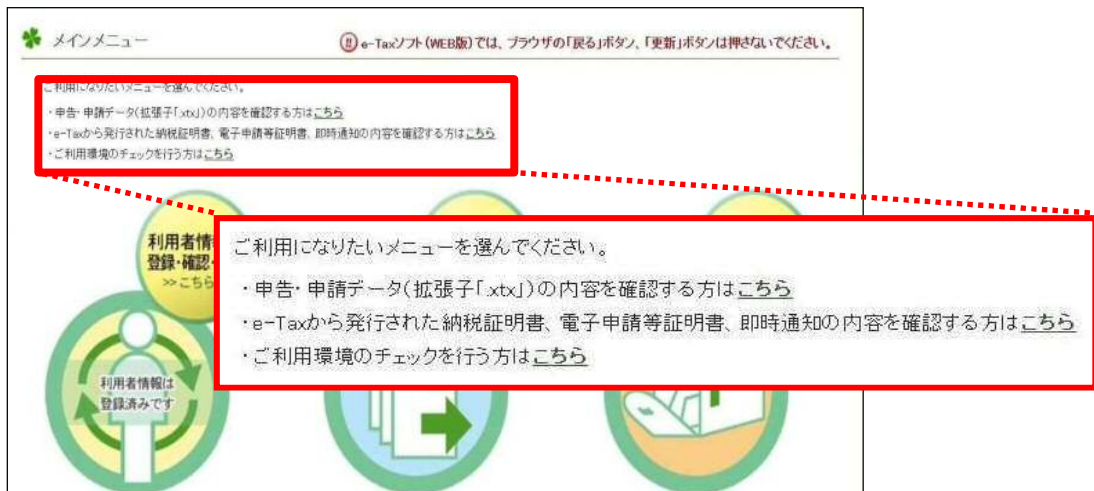 メインメニュー
e-Taxソフト(WEB版)では、ブラウザの「戻る」ボタン、「更新」ボタンは押さないでください。
ご利用になりたいメニューを選んでください。
・申告・申請データ(拡張子「.xtx」)の内容を確認する方はこちら
・e-Taxから発行された納税証明書、電子申請等証明書、即時通知の内容を確認する方はこちら
・ご利用環境のチェックを行う方はこちら
利用者情
登録・確認・
>>こちら
利用者情報は
登録済みです
ご利用になりたいメニューを選んでください。
・申告・申請データ(拡張子「.xtx」)の内容を確認する方はこちら
・e-Taxから発行された納税証明書、電子申請等証明書、即時通知の内容を確認する方はこちら
・ご利用環境のチェックを行う方はこちら